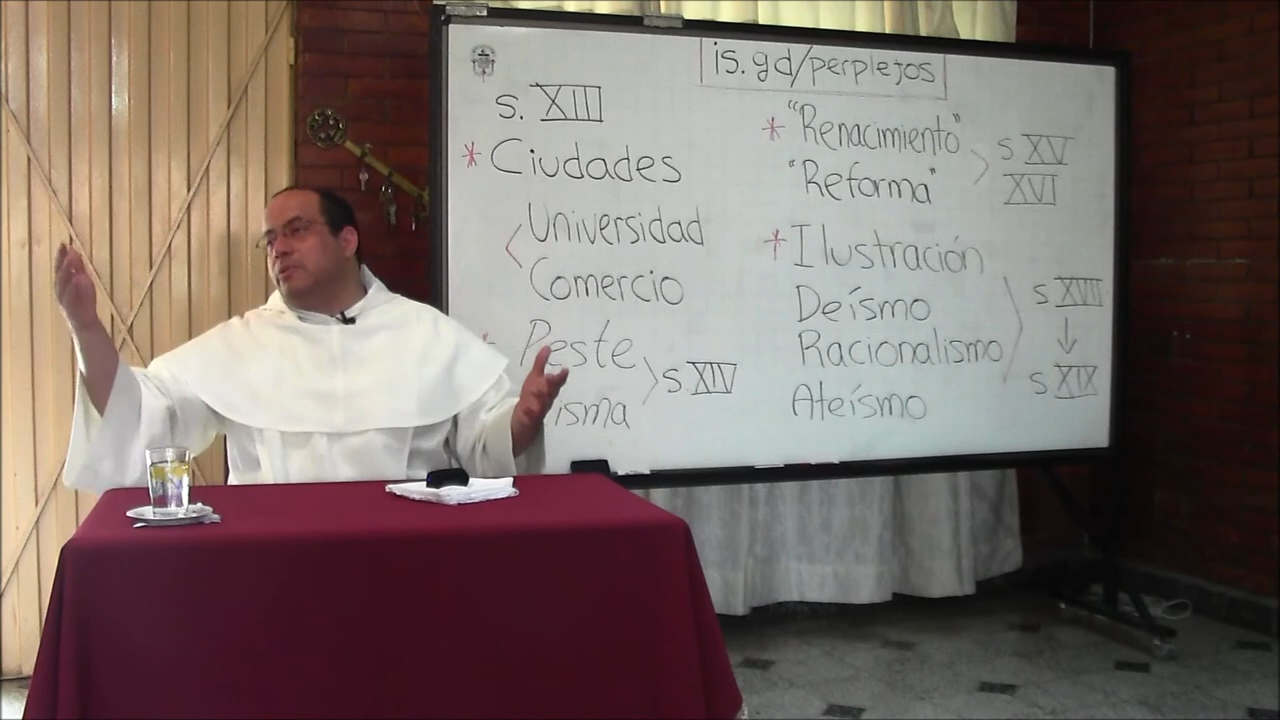 is.gd/perplejos
s. XIII
* Ciudades
Universidad
Comercio
Peste
isma
s. XIV
* "Renacimiento"
"Reforma"
s XV
XVI
* Ilustración
Deísmo
Racionalismo
Ateísmo
s XVII
s XIX